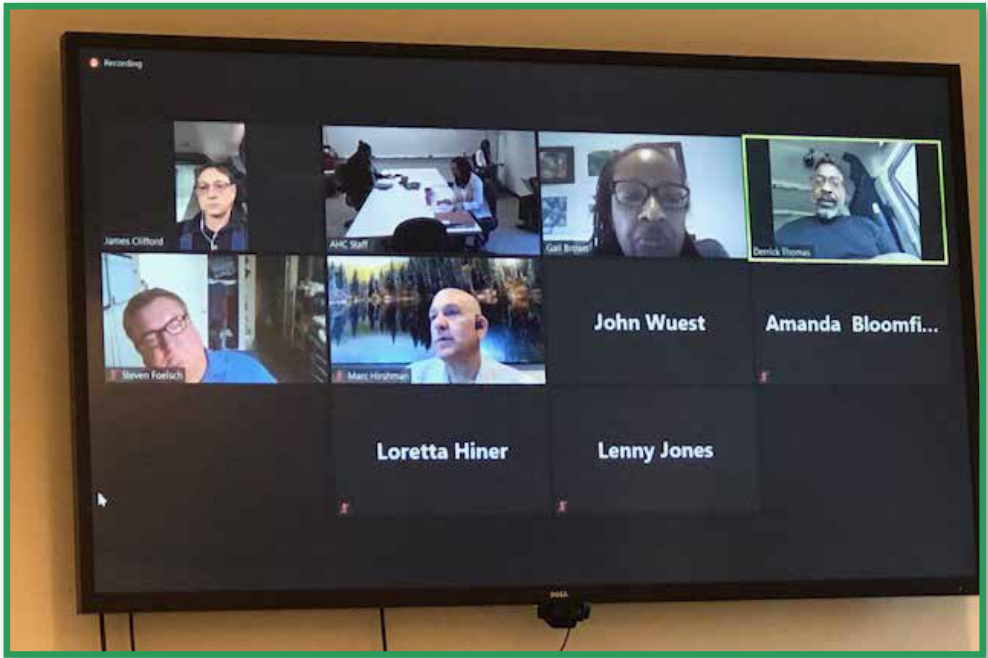 Recording
James Clifford
AHC Staff
Gail Brown
Derrick Thomas
Steven Foelsch
Marc Hirshman
John Wuest
Amanda Bloomfi...
Loretta Hiner
Lenny Jones
DELL